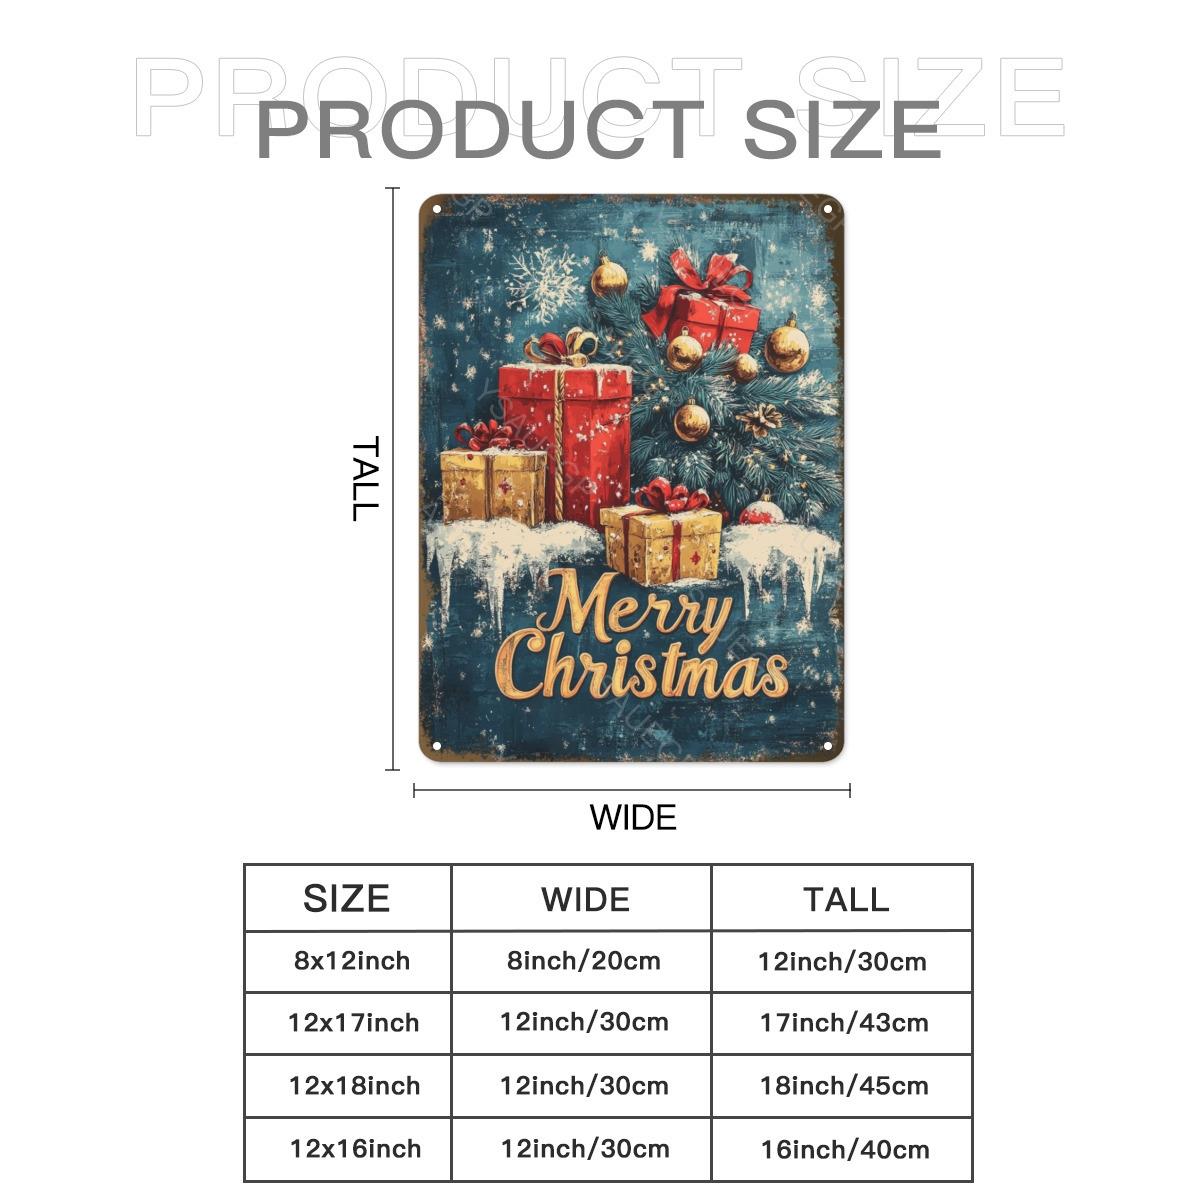 PRODUCT SIZE
PRODUCT SIZE
TALL
Merry
Christmas
WIDE
SIZE WIDE TALL
8x12inch 8inch/20cm 12inch/30cm
12x17inch 12inch/30cm 17inch/43cm
12x18inch 12inch/30cm 18inch/45cm
12x16inch 12inch/30cm 16inch/40cm